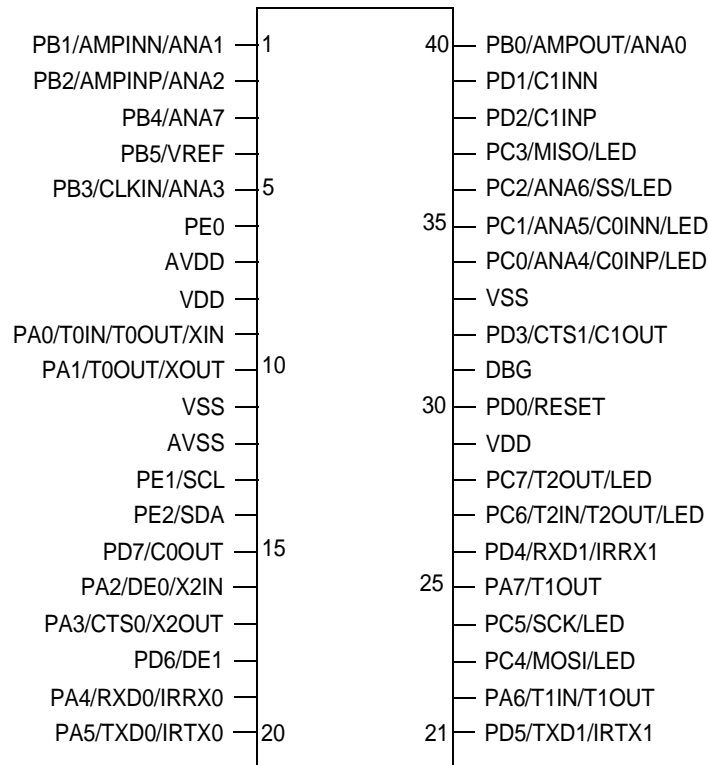 PB1/AMPINN/ANA1 1 40 PB0/AMPOUT/ANA0
PB2/AMPINP/ANA2 PD1/C1INN
PB4/ANA7 PD2/C1INP
PB5/VREF PC3/MISO/LED
PB3/CLKIN/ANA3 5 PC2/ANA6/SS/LED
PE0 35 PC1/ANA5/C0INN/LED
AVDD PC0/ANA4/C0INP/LED
VDD VSS
PA0/T0IN/T0OUT/XIN PD3/CTS1/C1OUT
PA1/T0OUT/XOUT 10 DBG
VSS 30 PD0/RESET
AVSS VDD
PE1/SCL PC7/T2OUT/LED
PE2/SDA PC6/T2IN/T2OUT/LED
PD7/C0OUT 15 PD4/RXD1/IRRX1
PA2/DE0/X2IN 25 PA7/T1OUT
PA3/CTS0/X2OUT PC5/SCK/LED
PD6/DE1 PC4/MOSI/LED
PA4/RXD0/IRRX0 PA6/T1IN/T1OUT
PA5/TXD0/IRTX0 20 21 PD5/TXD1/IRTX1